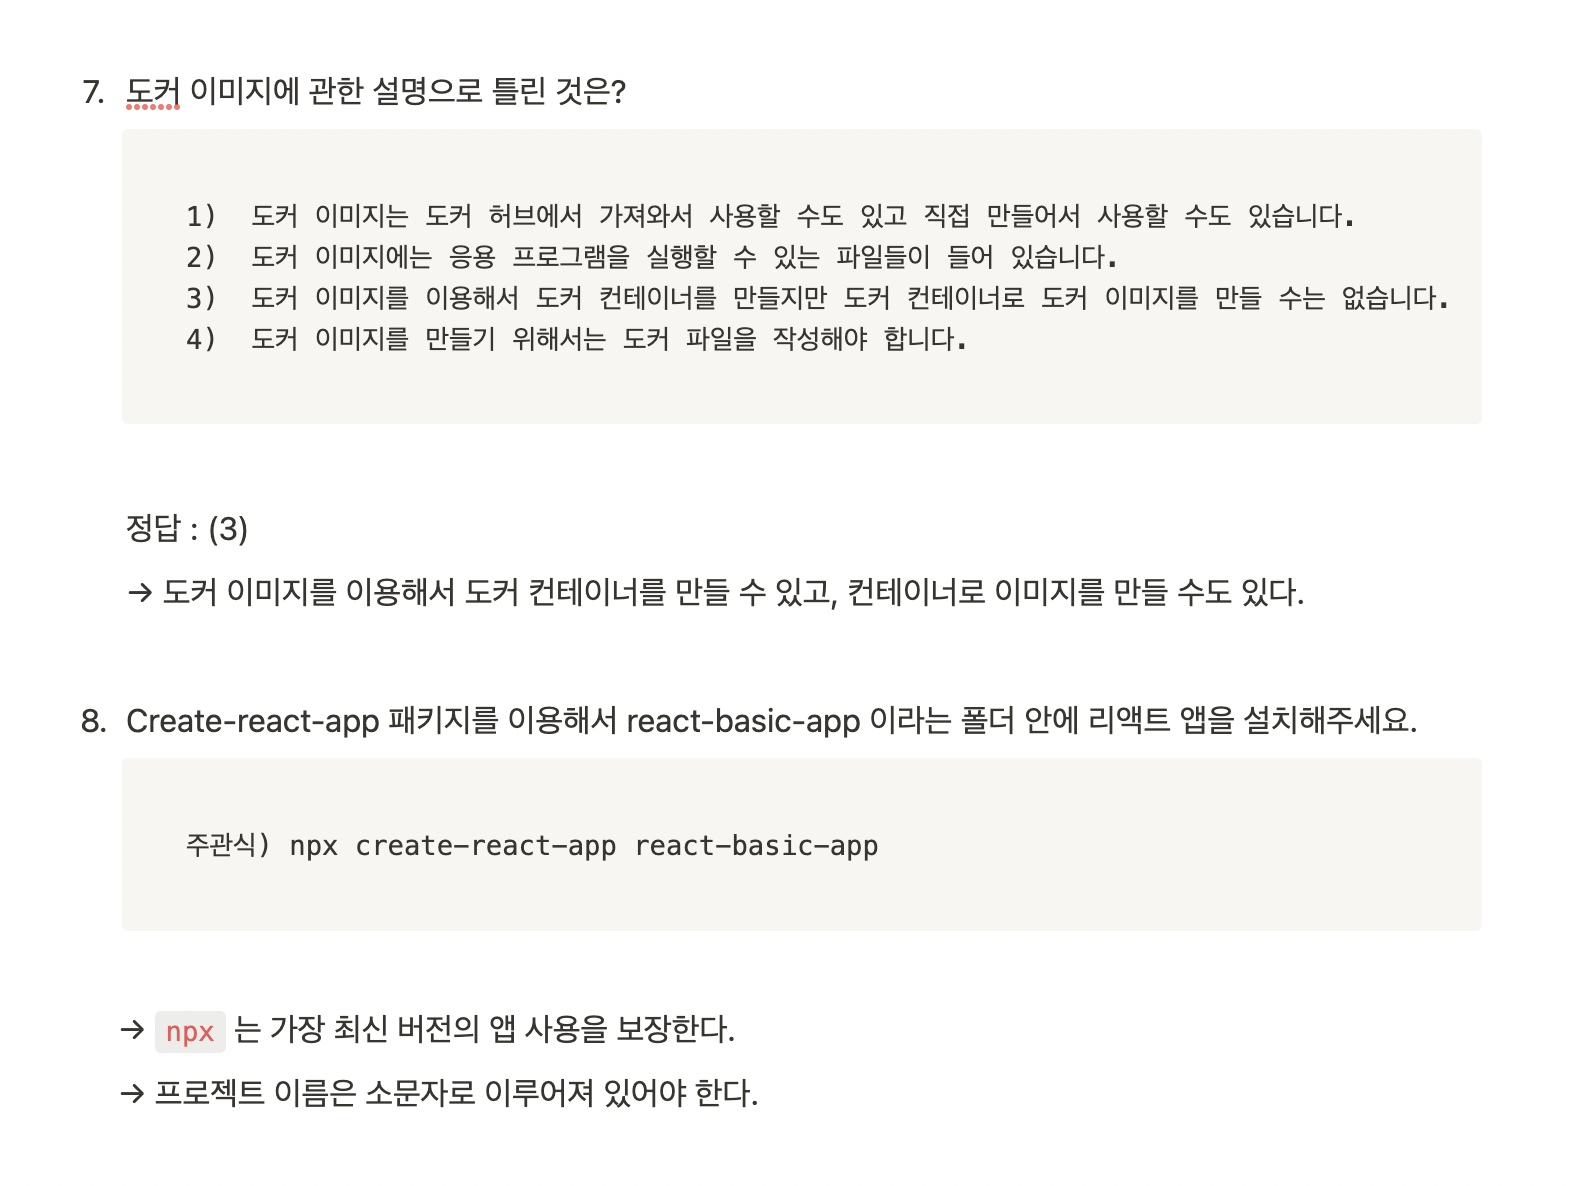 7. 도커 이미지에 관한 설명으로 틀린 것은?
1) 도커 이미지는 도커 허브에서 가져와서 사용할 수도 있고 직접 만들어서 사용할 수도 있습니다.
2) 도커 이미지에는 응용 프로그램을 실행할 수 있는 파일들이 들어 있습니다.
3) 도커 이미지를 이용해서 도커 컨테이너를 만들지만 도커 컨테이너로 도커 이미지를 만들 수는 없습니다.
4) 도커 이미지를 만들기 위해서는 도커 파일을 작성해야 합니다.
정답 : (3)
→ 도커 이미지를 이용해서 도커 컨테이너를 만들 수 있고, 컨테이너로 이미지를 만들 수도 있다.
8. Create-react-app 패키지를 이용해서 react-basic-app 이라는 폴더 안에 리액트 앱을 설치해주세요.
주관식) npx create-react-app react-basic-app
→ npx 는 가장 최신 버전의 앱 사용을 보장한다.
→ 프로젝트 이름은 소문자로 이루어져 있어야 한다.